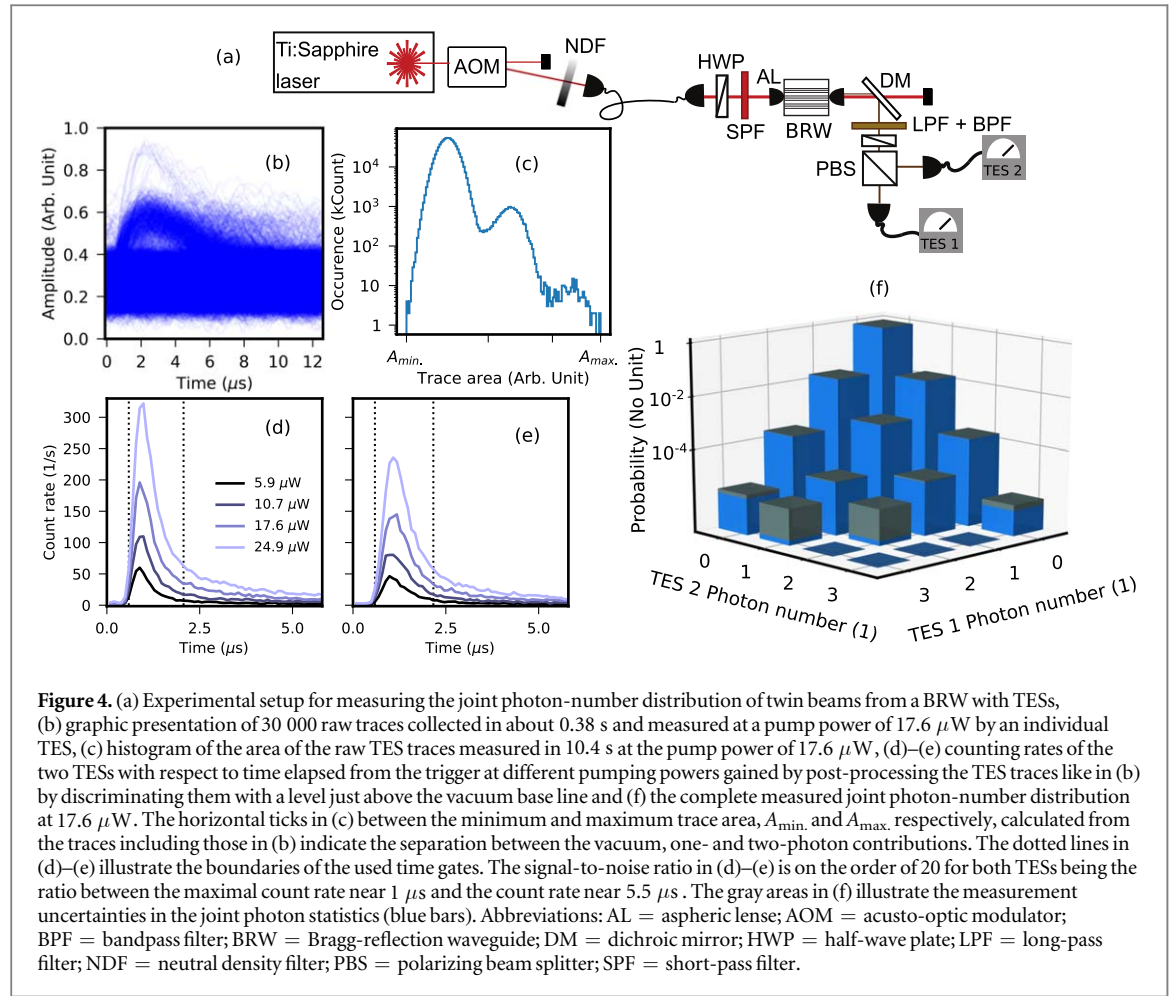 (a)
Ti:Sapphire
laser
AOM
NDF
HWP
SPF
AL
BRW
DM
LPF + BPF
PBS
TES 2
TES 1
(b)
Amplitude (Arb. Unit)
1.0
0.8
0.6
0.4
0.2
0.0
0 2 4 6 8 10 12
Time (μs)
(c)
Occurence (kCount)
10⁴
10³
10²
10
1
A_min. A_max.
Trace area (Arb. Unit)
(d)
Count rate (1/s)
300
250
200
150
100
50
0
5.9 μW
10.7 μW
17.6 μW
24.9 μW
0.0 2.5 5.0
Time (μs)
(e)
0.0 2.5 5.0
Time (μs)
(f)
Probability (No Unit)
1
10⁻²
10⁻⁴
0 1 2 3
TES 2 Photon number (1)
3 2 1 0
TES 1 Photon number (1)
Figure 4. (a) Experimental setup for measuring the joint photon-number distribution of twin beams from a BRW with TESs,
(b) graphic presentation of 30 000 raw traces collected in about 0.38 s and measured at a pump power of 17.6 μW by an individual
TES, (c) histogram of the area of the raw TES traces measured in 10.4 s at the pump power of 17.6 μW, (d)–(e) counting rates of the
two TESs with respect to time elapsed from the trigger at different pumping powers gained by post-processing the TES traces like in (b)
by discriminating them with a level just above the vacuum base line and (f) the complete measured joint photon-number distribution
at 17.6 μW. The horizontal ticks in (c) between the minimum and maximum trace area, A_min. and A_max. respectively, calculated from
the traces including those in (b) indicate the separation between the vacuum, one- and two-photon contributions. The dotted lines in
(d)–(e) illustrate the boundaries of the used time gates. The signal-to-noise ratio in (d)–(e) is on the order of 20 for both TESs being the
ratio between the maximal count rate near 1 μs and the count rate near 5.5 μs . The gray areas in (f) illustrate the measurement
uncertainties in the joint photon statistics (blue bars). Abbreviations: AL = aspheric lense; AOM = acusto-optic modulator;
BPF = bandpass filter; BRW = Bragg-reflection waveguide; DM = dichroic mirror; HWP = half-wave plate; LPF = long-pass
filter; NDF = neutral density filter; PBS = polarizing beam splitter; SPF = short-pass filter.